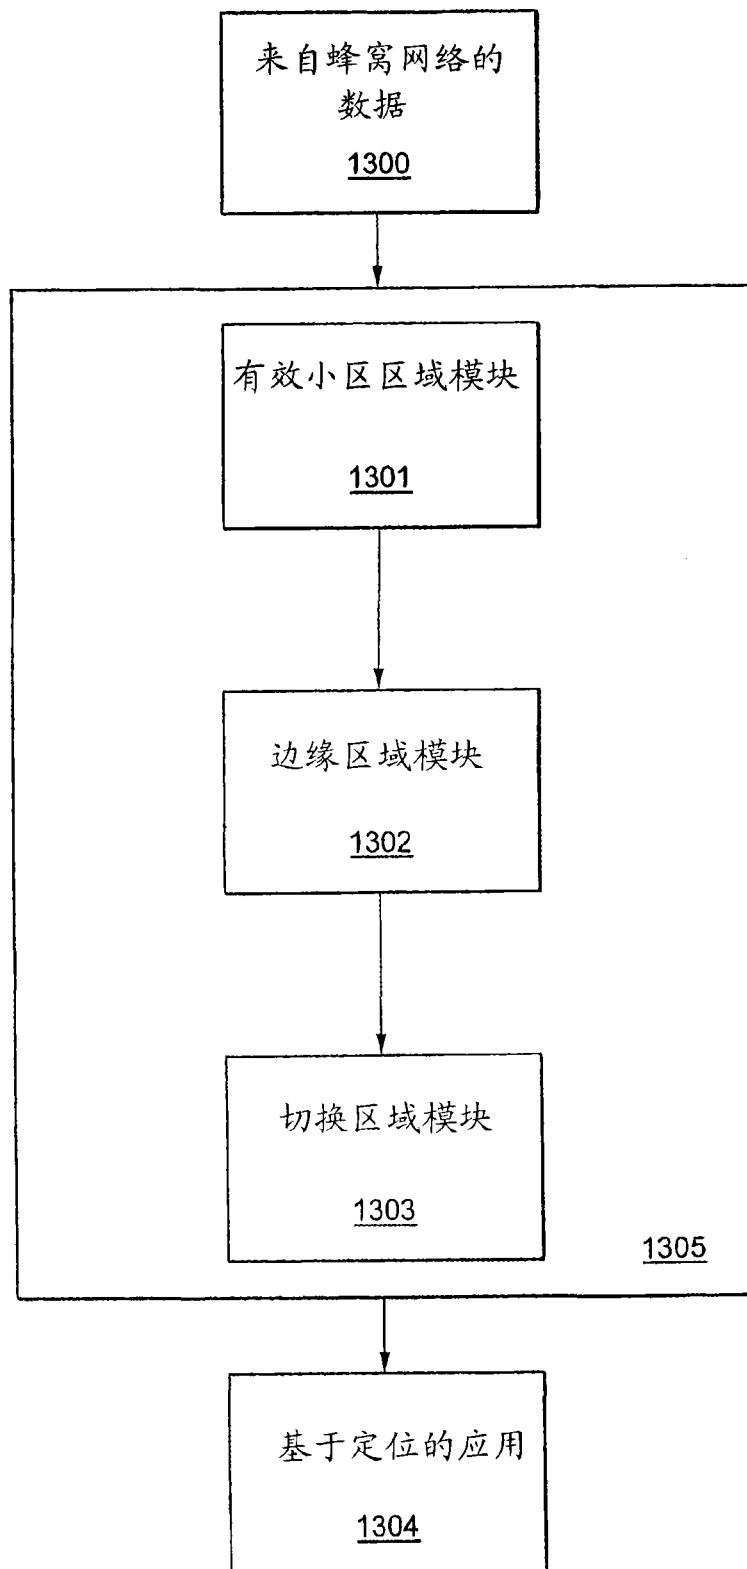 来自蜂窝网络的
数据
1300
有效小区区域模块
1301
边缘区域模块
1302
切换区域模块
1303
1305
基于定位的应用
1304